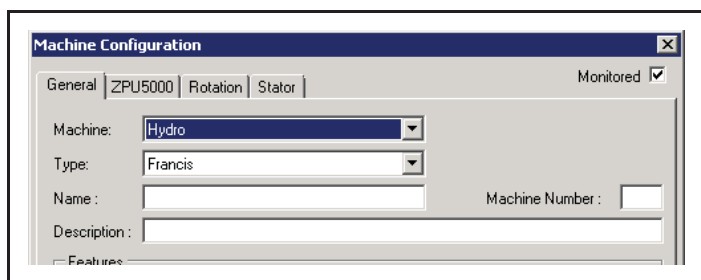 Machine Configuration
General ZPU5000 Rotation Stator Monitored
Machine: Hydro
Type: Francis
Name : Machine Number :
Description :
Features